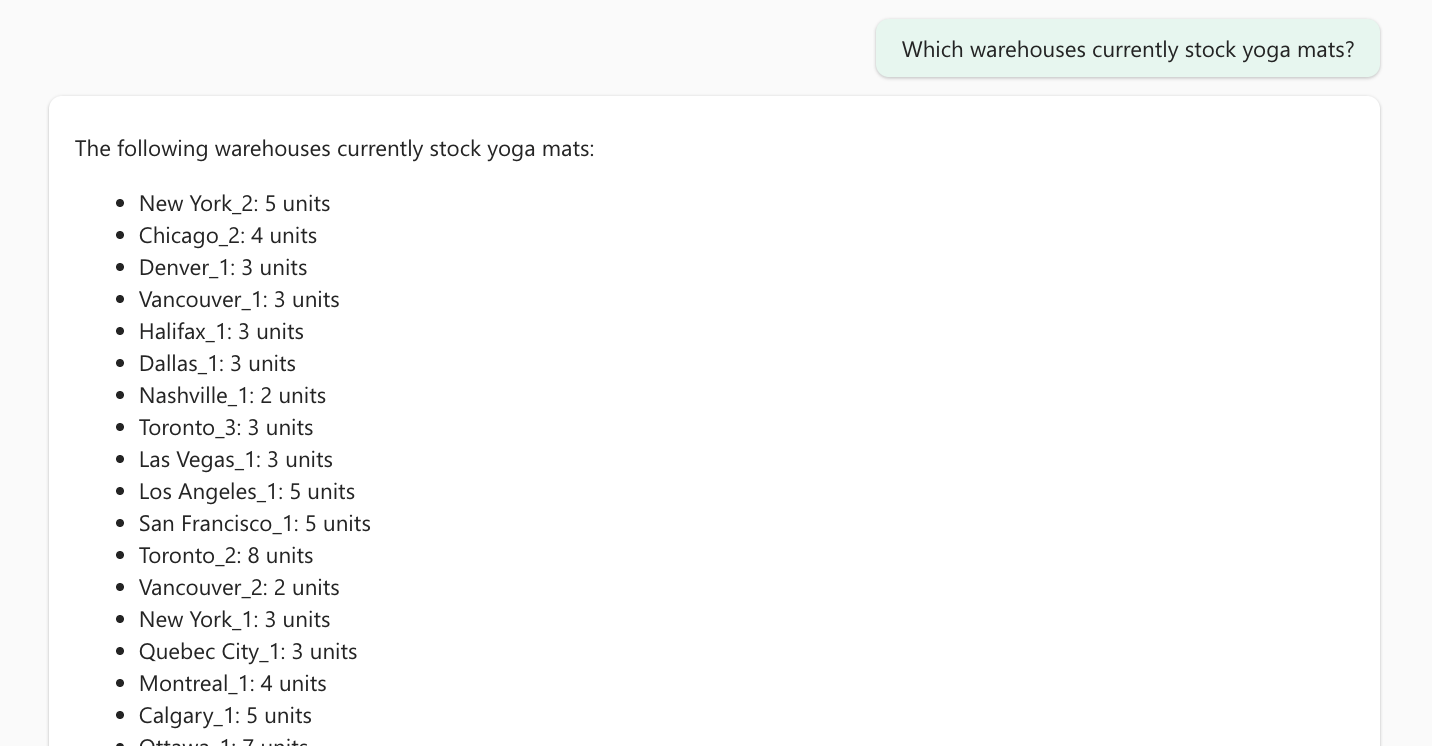 Which warehouses currently stock yoga mats?
The following warehouses currently stock yoga mats:
New York_2: 5 units
Chicago_2: 4 units
Denver_1: 3 units
Vancouver_1: 3 units
Halifax_1: 3 units
Dallas_1: 3 units
Nashville_1: 2 units
Toronto_3: 3 units
Las Vegas_1: 3 units
Los Angeles_1: 5 units
San Francisco_1: 5 units
Toronto_2: 8 units
Vancouver_2: 2 units
New York_1: 3 units
Quebec City_1: 3 units
Montreal_1: 4 units
Calgary_1: 5 units
Ottawa_1: 7 units